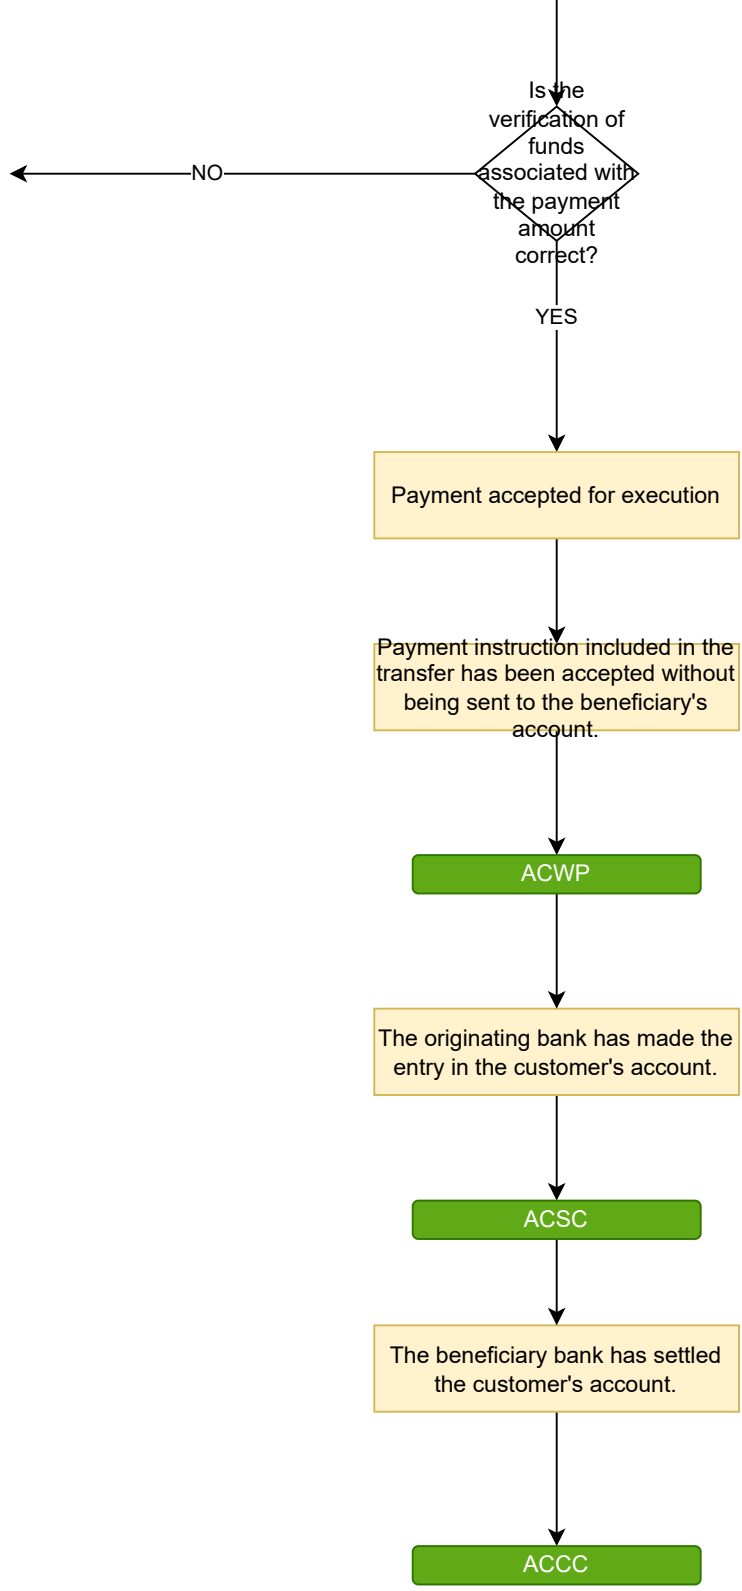 Is the
verification of
funds
associated with
the payment
amount
correct?
NO
YES
Payment accepted for execution
Payment instruction included in the
transfer has been accepted without
being sent to the beneficiary's
account.
ACWP
The originating bank has made the
entry in the customer's account.
ACSC
The beneficiary bank has settled
the customer's account.
ACCC